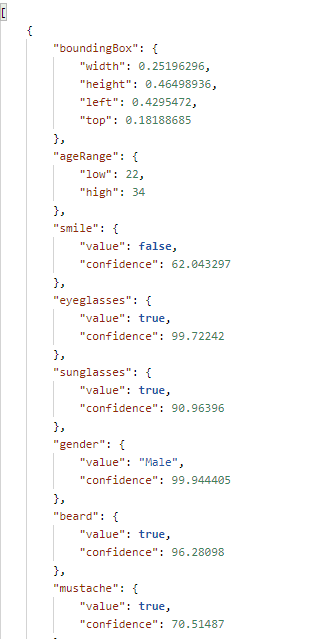 [
{
"boundingBox": {
"width": 0.25196296,
"height": 0.46498936,
"left": 0.4295472,
"top": 0.18188685
},
"ageRange": {
"low": 22,
"high": 34
},
"smile": {
"value": false,
"confidence": 62.043297
},
"eyeglasses": {
"value": true,
"confidence": 99.72242
},
"sunglasses": {
"value": true,
"confidence": 90.96396
},
"gender": {
"value": "Male",
"confidence": 99.944405
},
"beard": {
"value": true,
"confidence": 96.28098
},
"mustache": {
"value": true,
"confidence": 70.51487